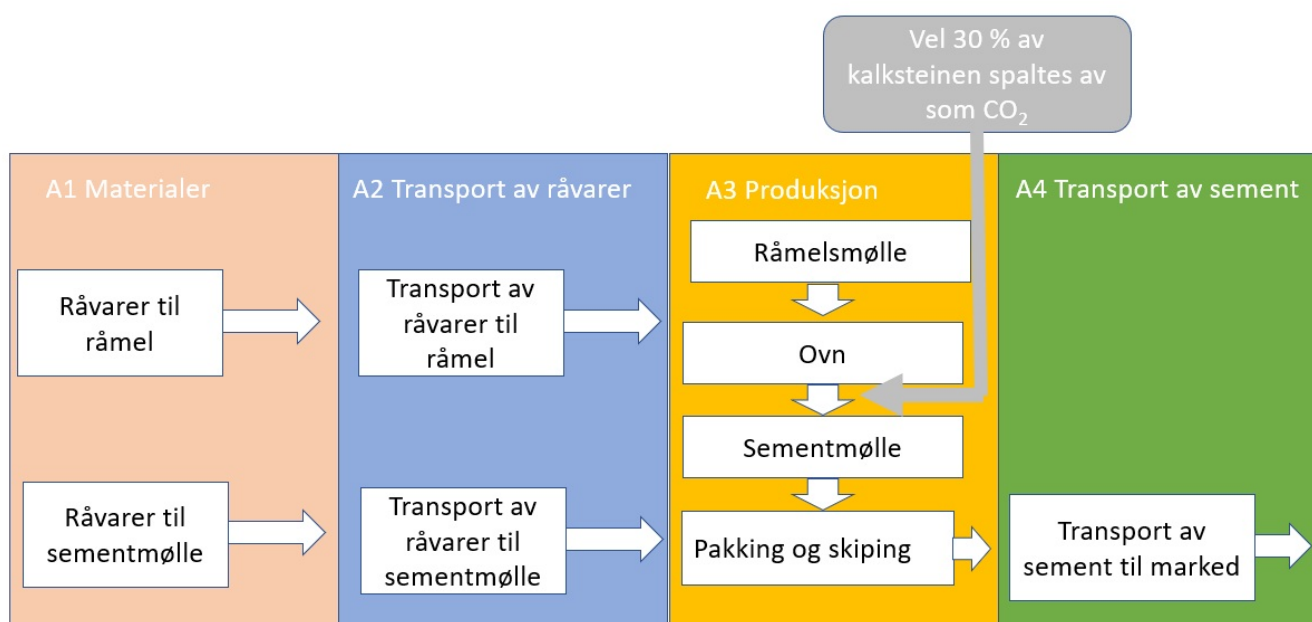 Vel 30 % av
kalksteinen spaltes av
som CO₂
A1 Materialer
Råvarer til
råmel
Råvarer til
sementmølle
A2 Transport av råvarer
Transport av
råvarer til
råmel
Transport av
råvarer til
sementmølle
A3 Produksjon
Råmelsmølle
Ovn
Sementmølle
Pakking og skiping
A4 Transport av sement
Transport av
sement til marked